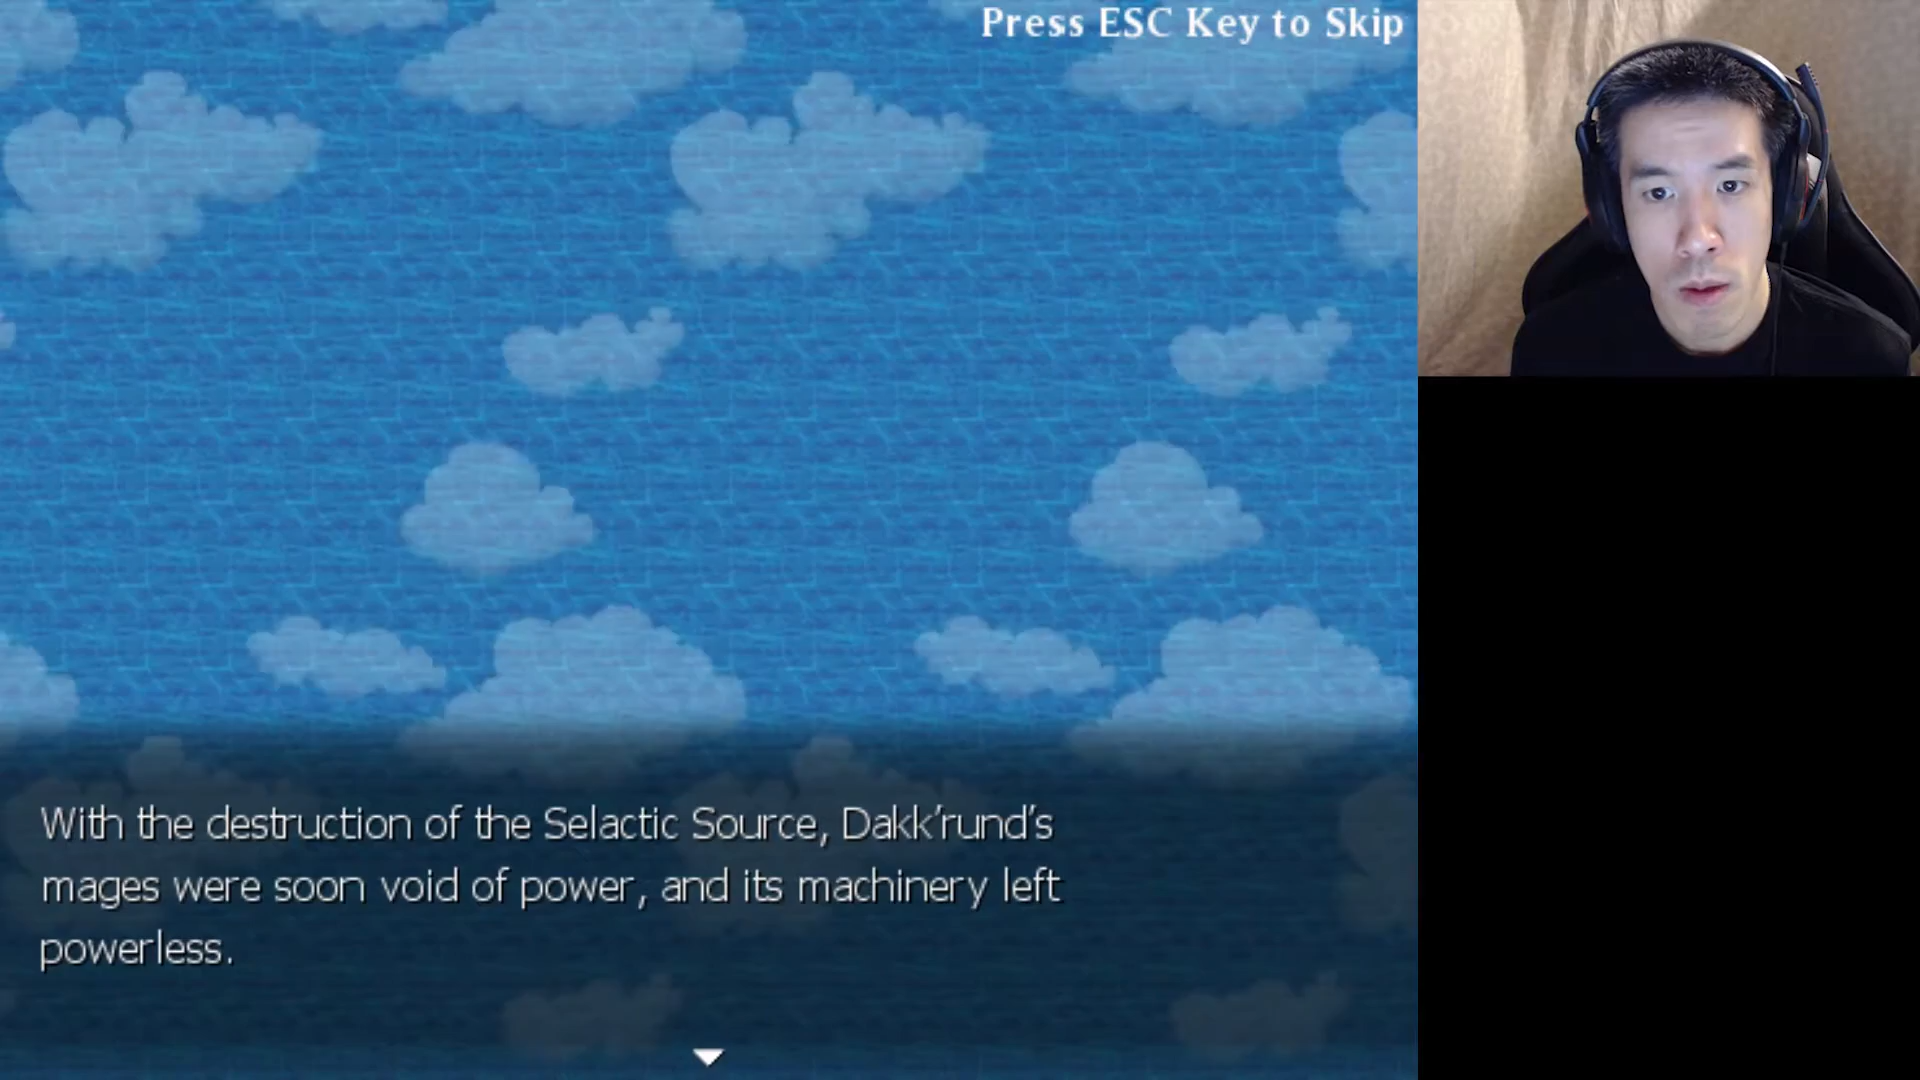 Press ESC Key to Skip
With the destruction of the Selactic Source, Dakk'rund's
mages were soon void of power, and its machinery left
powerless.